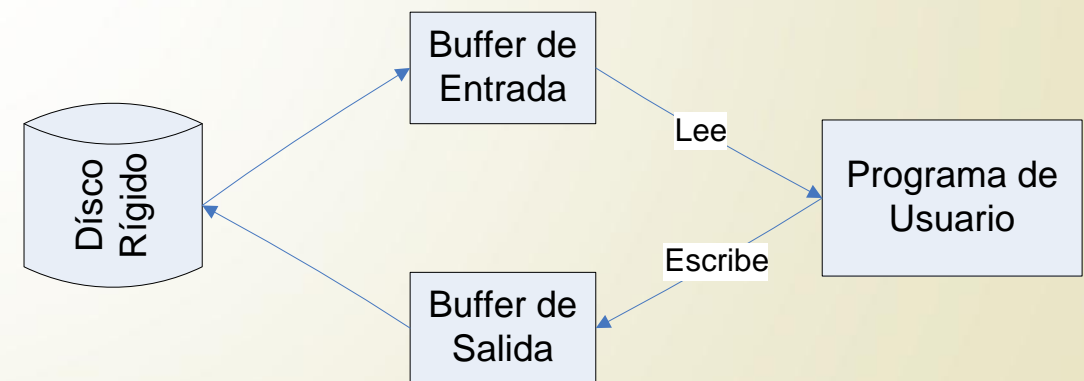 Buffer de
Entrada
Lee
Dísco
Rígido
Programa de
Usuario
Escribe
Buffer de
Salida